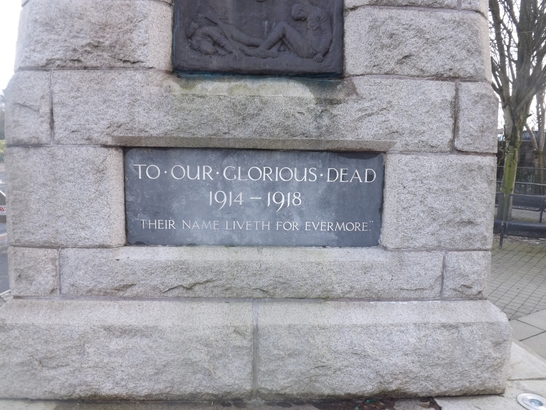 TO·OUR·GLORIOUS·DEAD
1914–1918
"THEIR NAME LIVETH FOR EVERMORE."